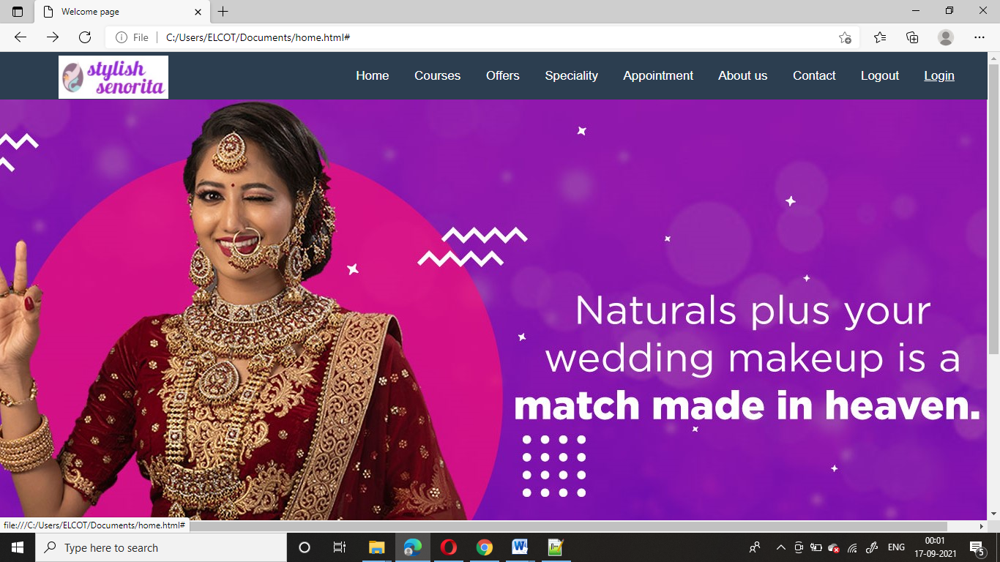 Welcome page
File
C:/Users/ELCOT/Documents/home.html#
stylish
senorita
Home Courses Offers Speciality Appointment About us Contact Logout Login
Naturals plus your
wedding makeup is a
match made in heaven.
file:///C:/Users/ELCOT/Documents/home.html#
Type here to search
ENG
00:01
17-09-2021
5